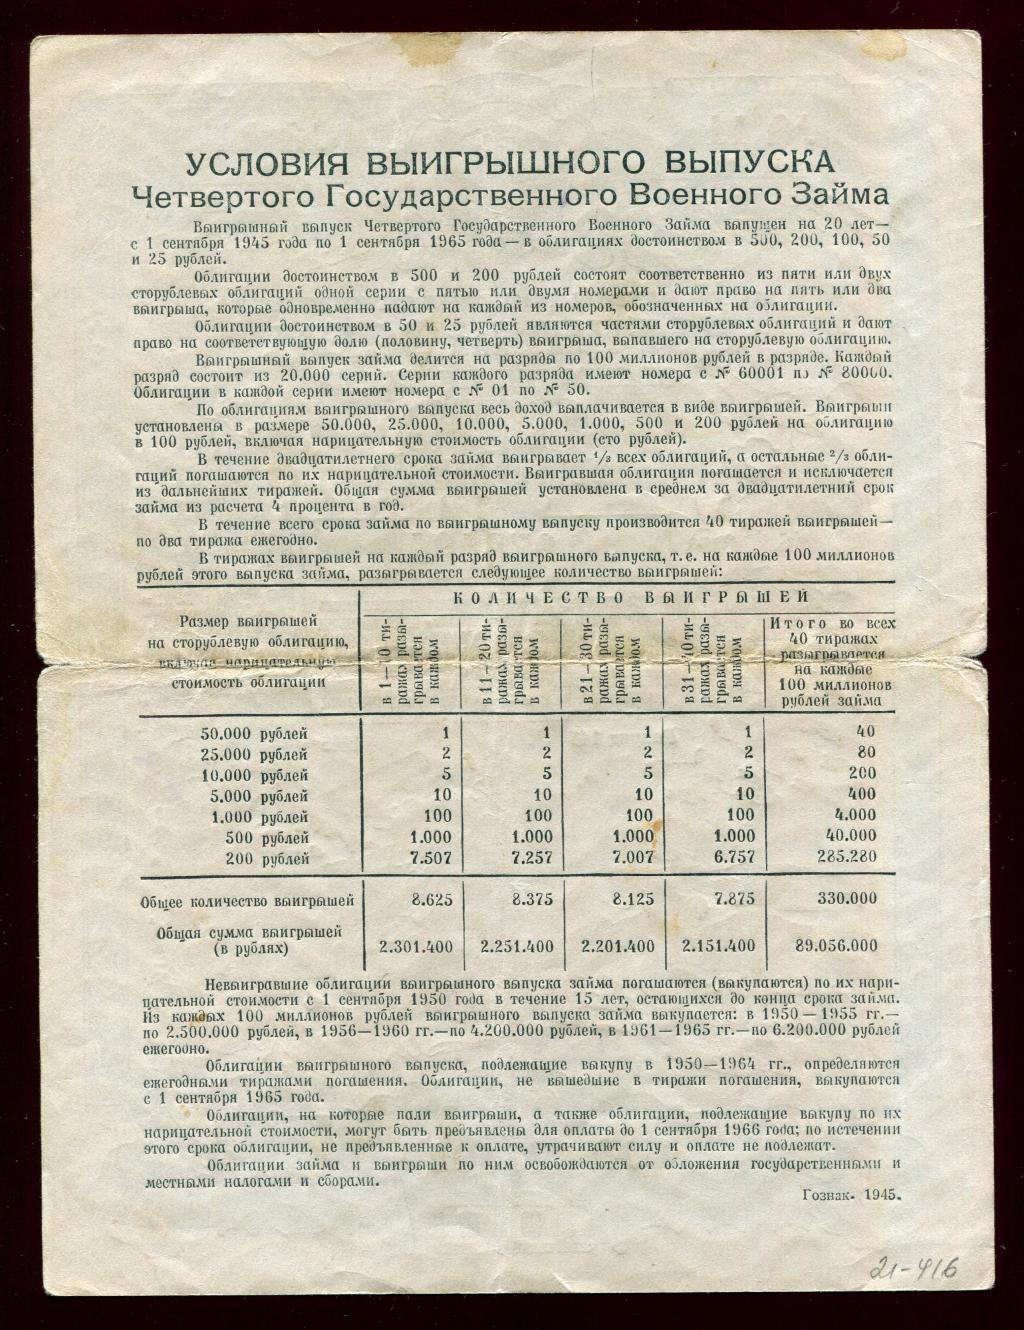 УСЛОВИЯ ВЫИГРЫШНОГО ВЫПУСКА
Четвертого Государственного Военного Займа
Выигрышный выпуск Четвертого Государственного Военного Займа выпущен на 20 лет—
с 1 сентября 1945 года по 1 сентября 1965 года — в облигациях достоинством в 500, 200, 100, 50
и 25 рублей.
Облигации достоинством в 500 и 200 рублей состоят соответственно из пяти или двух
сторублевых облигаций одной серии с пятью или двумя номерами и дают право на пять или два
выигрыша, которые одновременно падают на каждый из номеров, обозначенных на облигации.
Облигации достоинством в 50 и 25 рублей являются частями сторублевых облигаций и дают
право на соответствующую долю (половину, четверть) выигрыша, выпавшего на сторублевую облигацию.
Выигрышный выпуск займа делится на разряды по 100 миллионов рублей в разряде. Каждый
разряд состоит из 20.000 серий. Серии каждого разряда имеют номера с № 60001 по № 80000.
Облигации в каждой серии имеют номера с № 01 по № 50.
По облигациям выигрышного выпуска весь доход выплачивается в виде выигрышей. Выигрыши
установлены в размере 50.000, 25.000, 10.000, 5.000, 1.000, 500 и 200 рублей на облигацию
в 100 рублей, включая нарицательную стоимость облигации (сто рублей).
В течение двадцатилетнего срока займа выигрывает 1/3 всех облигаций, а остальные 2/3 обли-
гаций погашаются по их нарицательной стоимости. Выигравшая облигация погашается и исключается
из дальнейших тиражей. Общая сумма выигрышей установлена в среднем за двадцатилетний срок
займа из расчета 4 процента в год.
В течение всего срока займа по выигрышному выпуску производится 40 тиражей выигрышей—
по два тиража ежегодно.
В тиражах выигрышей на каждый разряд выигрышного выпуска, т. е. на каждые 100 миллионов
рублей этого выпуска займа, разыгрывается следующее количество выигрышей:
Размер выигрышей
на сторублевую облигацию,
включая нарицательную
стоимость облигации
КОЛИЧЕСТВО ВЫИГРЫШЕЙ
в 1—10 ти-
ражах разы-
грывается
в каждом
в 11—20 ти-
ражах разы-
грывается
в каждом
в 21—30 ти-
ражах разы-
грывается
в каждом
в 31—40 ти-
ражах разы-
грывается
в каждом
Итого во всех
40 тиражах
разыгрывается
на каждые
100 миллионов
рублей займа
50.000 рублей 1 1 1 1 40
25.000 рублей 2 2 2 2 80
10.000 рублей 5 5 5 5 200
5.000 рублей 10 10 10 10 400
1.000 рублей 100 100 100 100 4.000
500 рублей 1.000 1.000 1.000 1.000 40.000
200 рублей 7.507 7.257 7.007 6.757 285.280
Общее количество выигрышей 8.625 8.375 8.125 7.875 330.000
Общая сумма выигрышей
(в рублях) 2.301.400 2.251.400 2.201.400 2.151.400 89.056.000
Невыигравшие облигации выигрышного выпуска займа погашаются (выкупаются) по их нари-
цательной стоимости с 1 сентября 1950 года в течение 15 лет, остающихся до конца срока займа.
Из каждых 100 миллионов рублей выигрышного выпуска займа выкупается: в 1950 — 1955 гг.—
по 2.500.000 рублей, в 1956—1960 гг.—по 4.200.000 рублей, в 1961—1965 гг.—по 6.200.000 рублей
ежегодно.
Облигации выигрышного выпуска, подлежащие выкупу в 1950—1964 гг., определяются
ежегодными тиражами погашения. Облигации, не вышедшие в тиражи погашения, выкупаются
с 1 сентября 1965 года.
Облигации, на которые пали выигрыши, а также облигации, подлежащие выкупу по их
нарицательной стоимости, могут быть предъявлены для оплаты до 1 сентября 1966 года; по истечении
этого срока облигации, не предъявленные к оплате, утрачивают силу и оплате не подлежат.
Облигации займа и выигрыши по ним освобождаются от обложения государственными и
местными налогами и сборами.
Гознак. 1945.
21-416